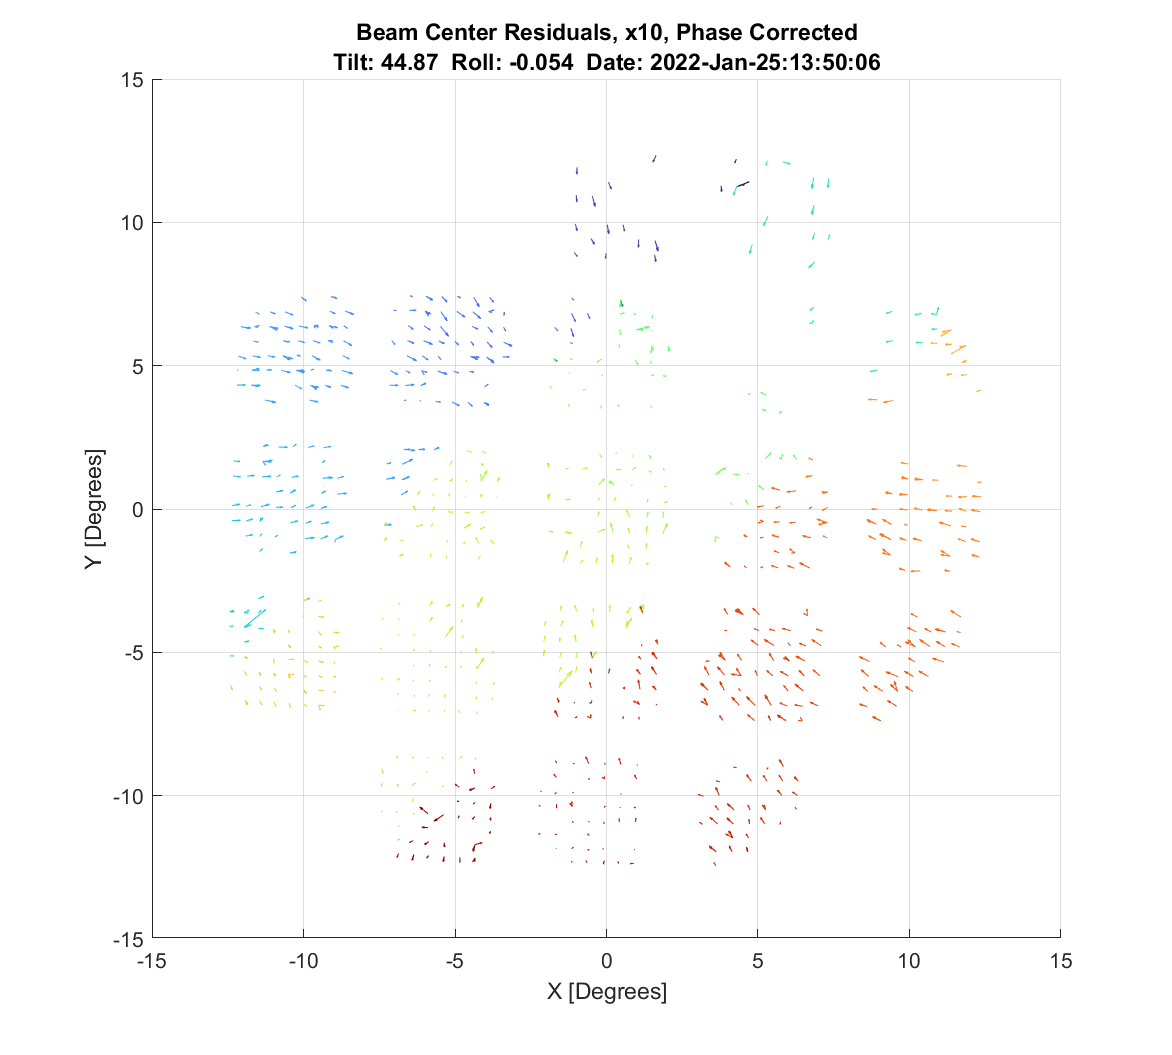 Beam Center Residuals, x10, Phase Corrected
Tilt: 44.87  Roll: -0.054  Date: 2022-Jan-25:13:50:06
15
10
5
0
-5
-10
-15
Y [Degrees]
-15 -10 -5 0 5 10 15
X [Degrees]